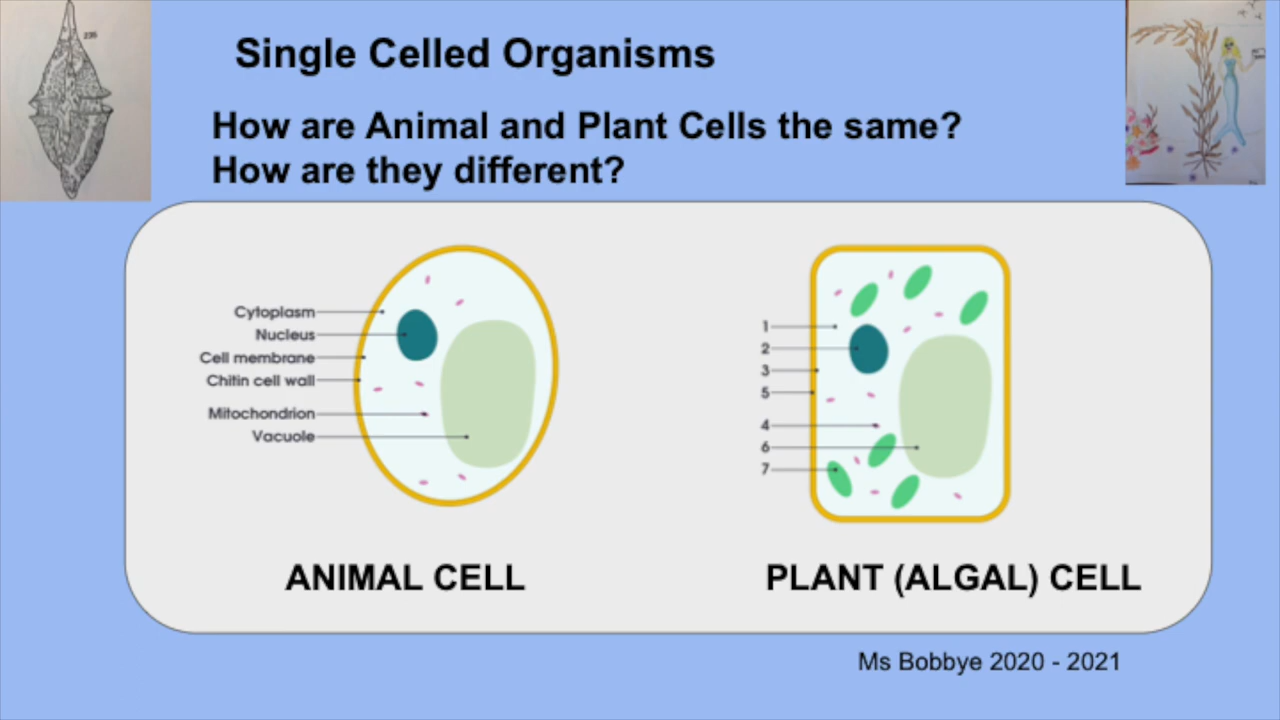 Single Celled Organisms
How are Animal and Plant Cells the same?
How are they different?
Cytoplasm
Nucleus
Cell membrane
Chitin cell wall
Mitochondrion
Vacuole
1
2
3
5
4
6
7
ANIMAL CELL
PLANT (ALGAL) CELL
Ms Bobbye 2020 - 2021